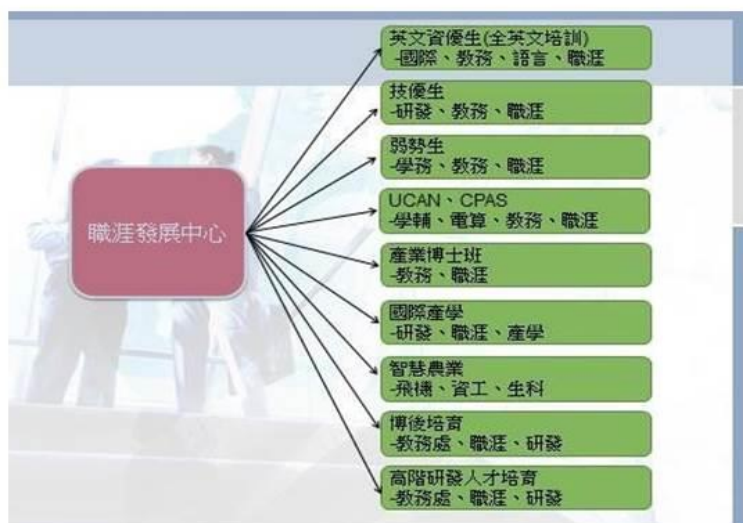 職涯發展中心
英文資優生(全英文培訓)
-國際、教務、語言、職涯
技優生
-研發、教務、職涯
弱勢生
-學務、教務、職涯
UCAN、CPAS
-學輔、電算、教務、職涯
產業博士班
-教務、職涯
國際產學
-研發、職涯、產學
智慧農業
-飛機、資工、生科
博後培育
-教務處、職涯、研發
高階研發人才培育
-教務處、職涯、研發